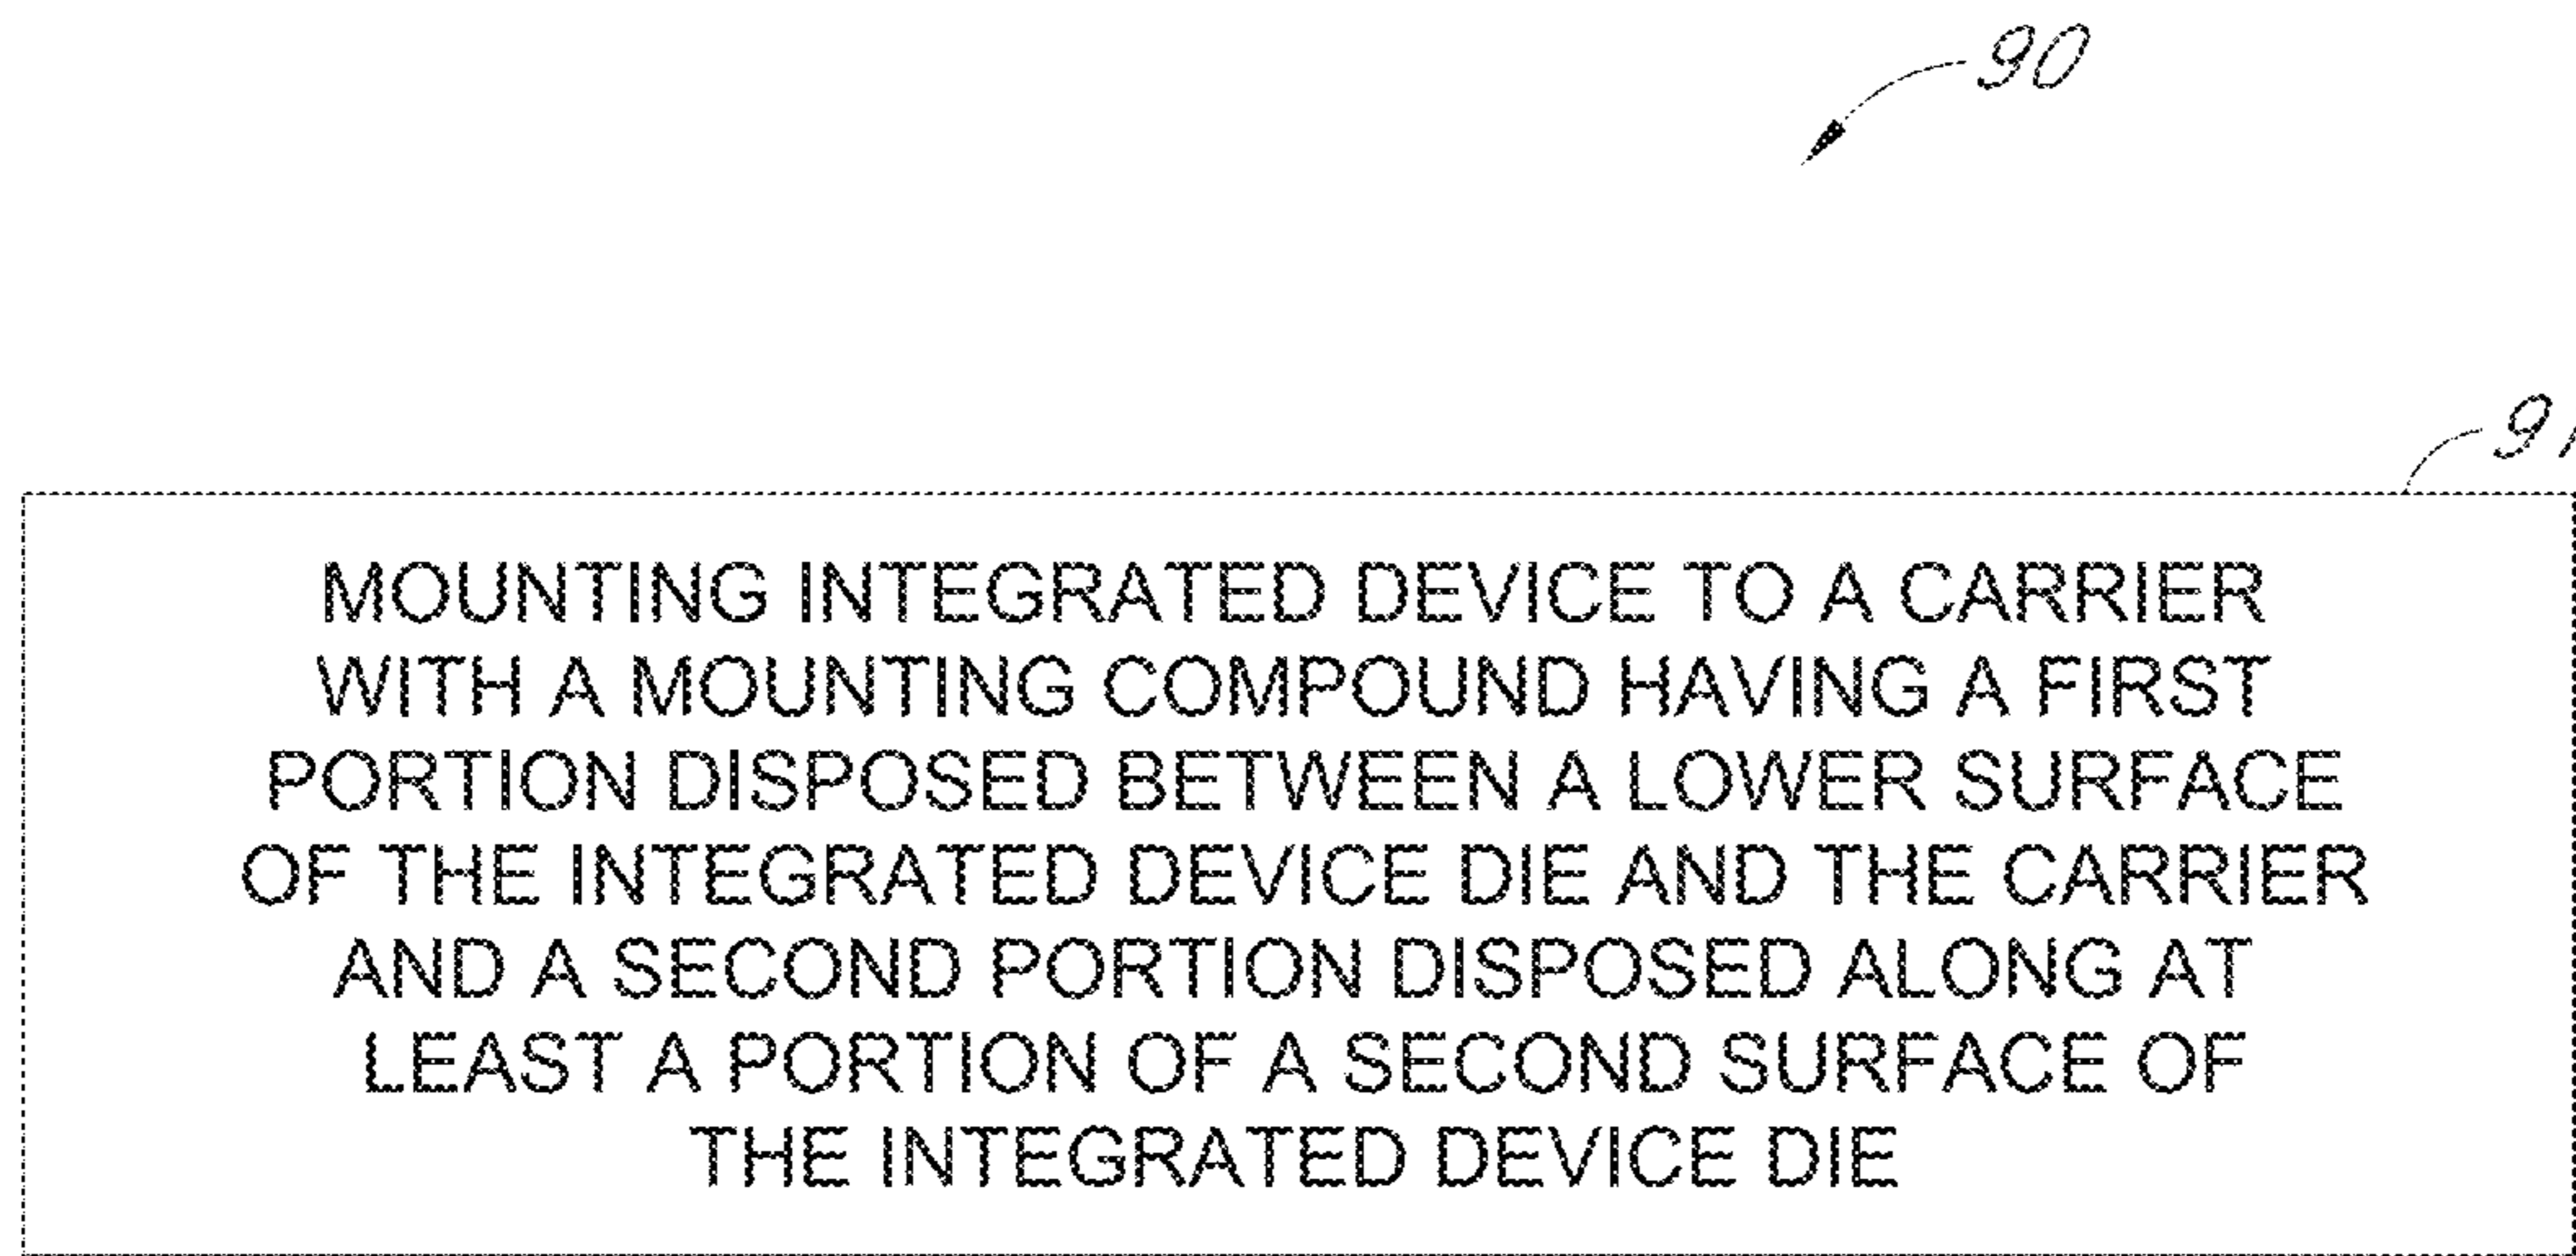 90
91
MOUNTING INTEGRATED DEVICE TO A CARRIER
WITH A MOUNTING COMPOUND HAVING A FIRST
PORTION DISPOSED BETWEEN A LOWER SURFACE
OF THE INTEGRATED DEVICE DIE AND THE CARRIER
AND A SECOND PORTION DISPOSED ALONG AT
LEAST A PORTION OF A SECOND SURFACE OF
THE INTEGRATED DEVICE DIE